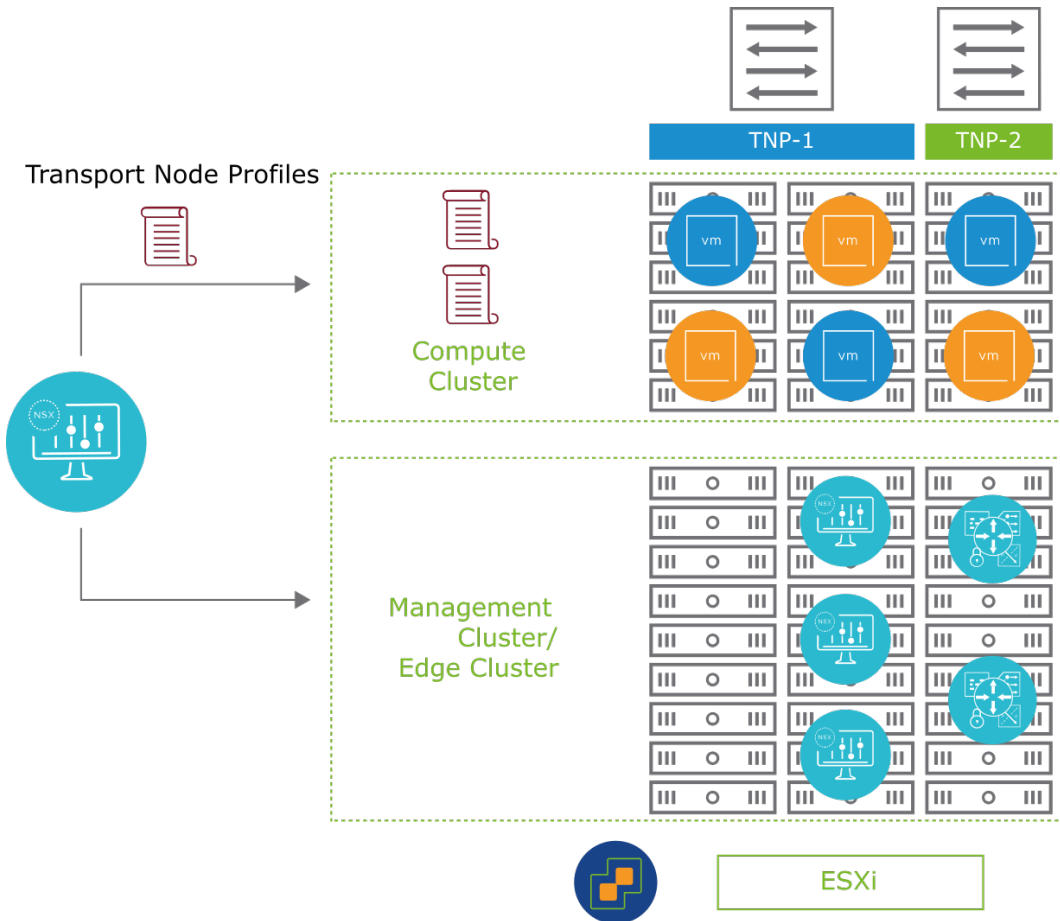 TNP-1
TNP-2
Transport Node Profiles
vm
vm
vm
Compute
Cluster
vm
vm
vm
NSX
NSX
Management
Cluster/
Edge Cluster
NSX
NSX
ESXi